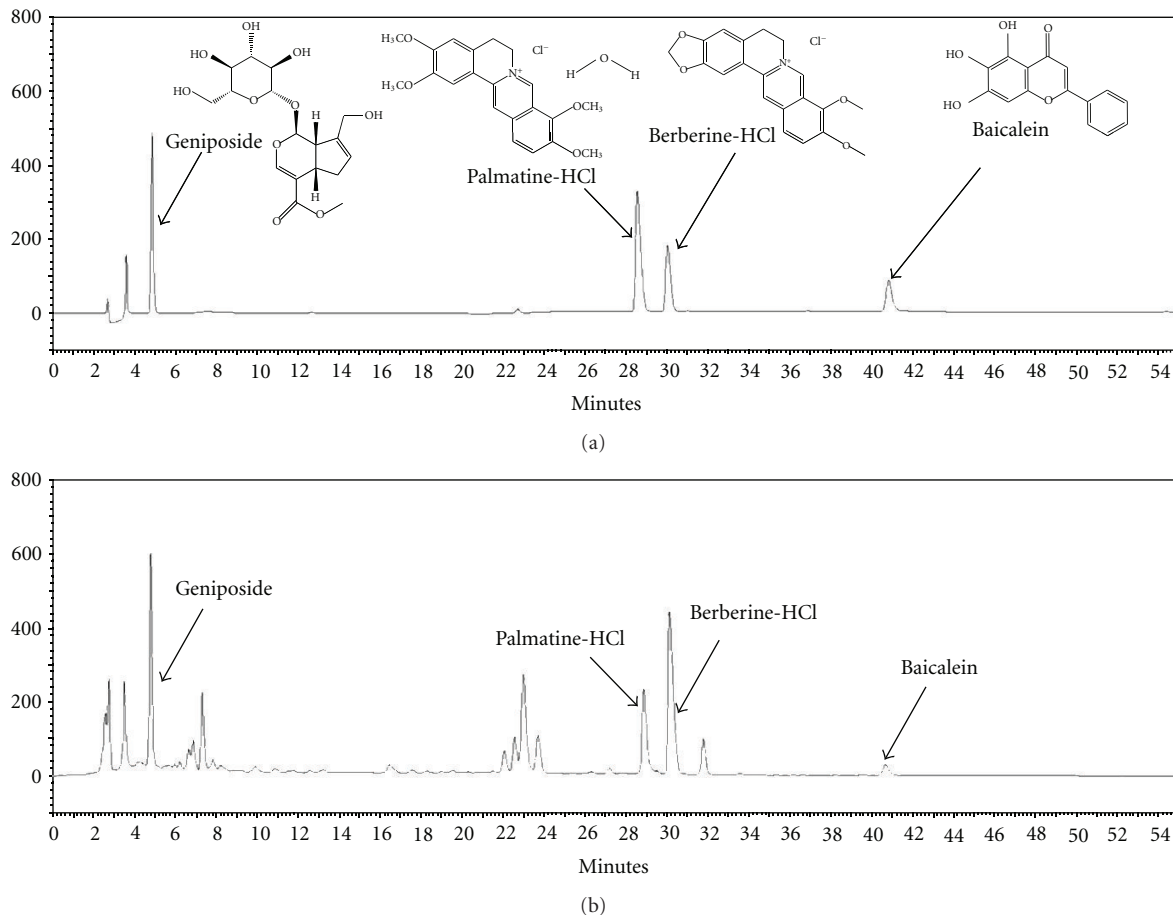 800
600
400
200
0
OH
OH
HO
OH
HO
O
O
OH
H
O
H
O
O
Geniposide
Cl⁻
OCH3
OCH3
N+
OCH3
OCH3
H O H
Palmatine-HCl
Cl⁻
O
O
N+
O
O
Berberine-HCl
OH O
HO
HO
O
Baicalein
0 2 4 6 8 10 12 14 16 18 20 22 24 26 28 30 32 34 36 38 40 42 44 46 48 50 52 54
Minutes
(a)
800
600
400
200
0
Geniposide
Palmatine-HCl
Berberine-HCl
Baicalein
0 2 4 6 8 10 12 14 16 18 20 22 24 26 28 30 32 34 36 38 40 42 44 46 48 50 52 54
Minutes
(b)